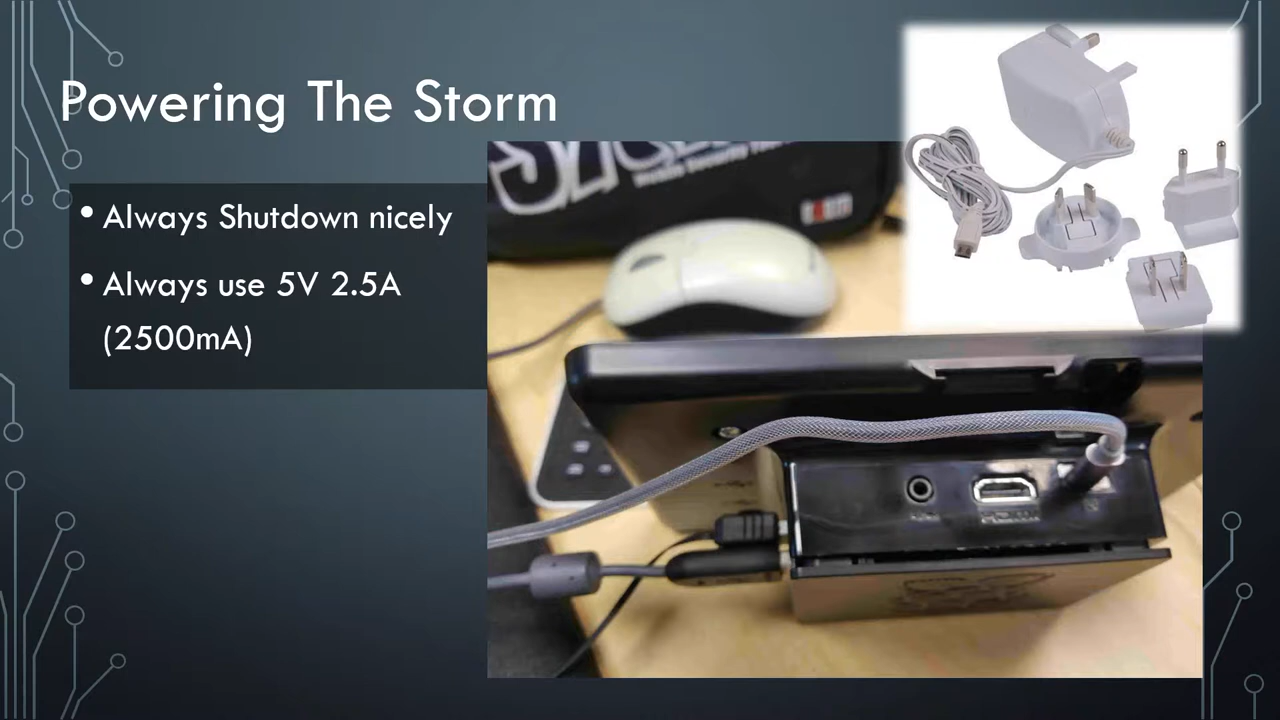 Powering The Storm
• Always Shutdown nicely
• Always use 5V 2.5A
(2500mA)